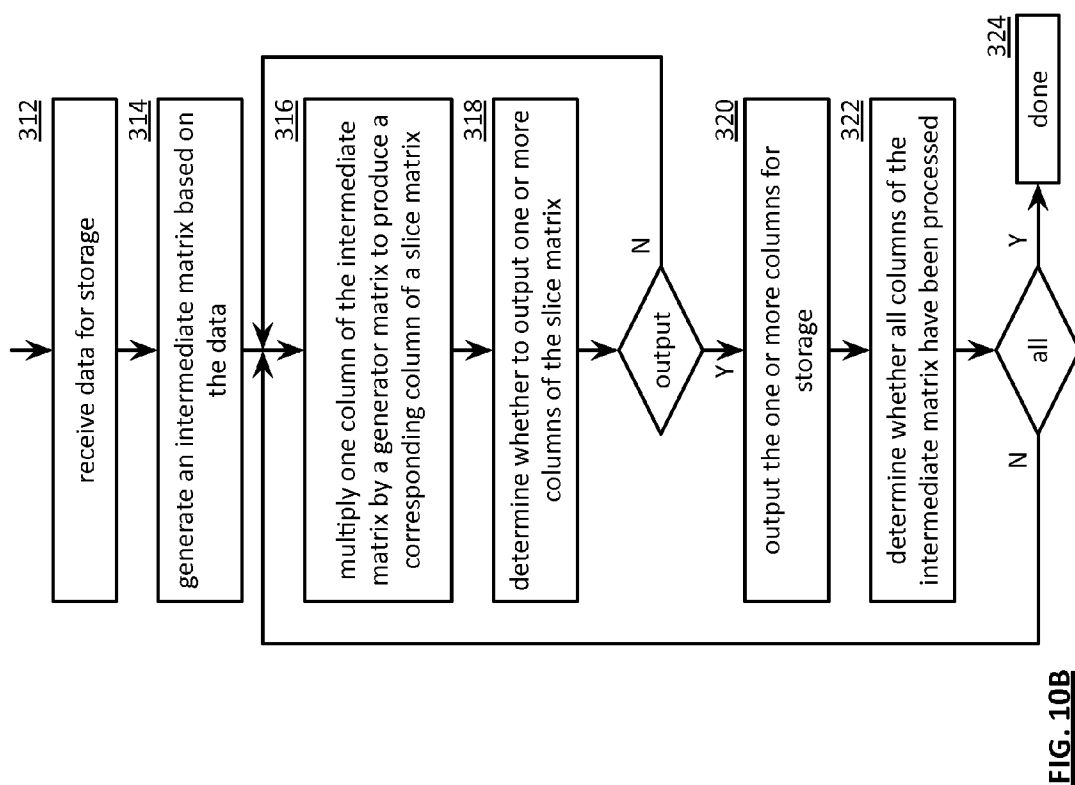 312
receive data for storage
314
generate an intermediate matrix based on
the data
316
multiply one column of the intermediate
matrix by a generator matrix to produce a
corresponding column of a slice matrix
318
determine whether to output one or more
columns of the slice matrix
output
N
Y
320
output the one or more columns for
storage
322
determine whether all columns of the
intermediate matrix have been processed
all
N
Y
324
done
FIG. 10B